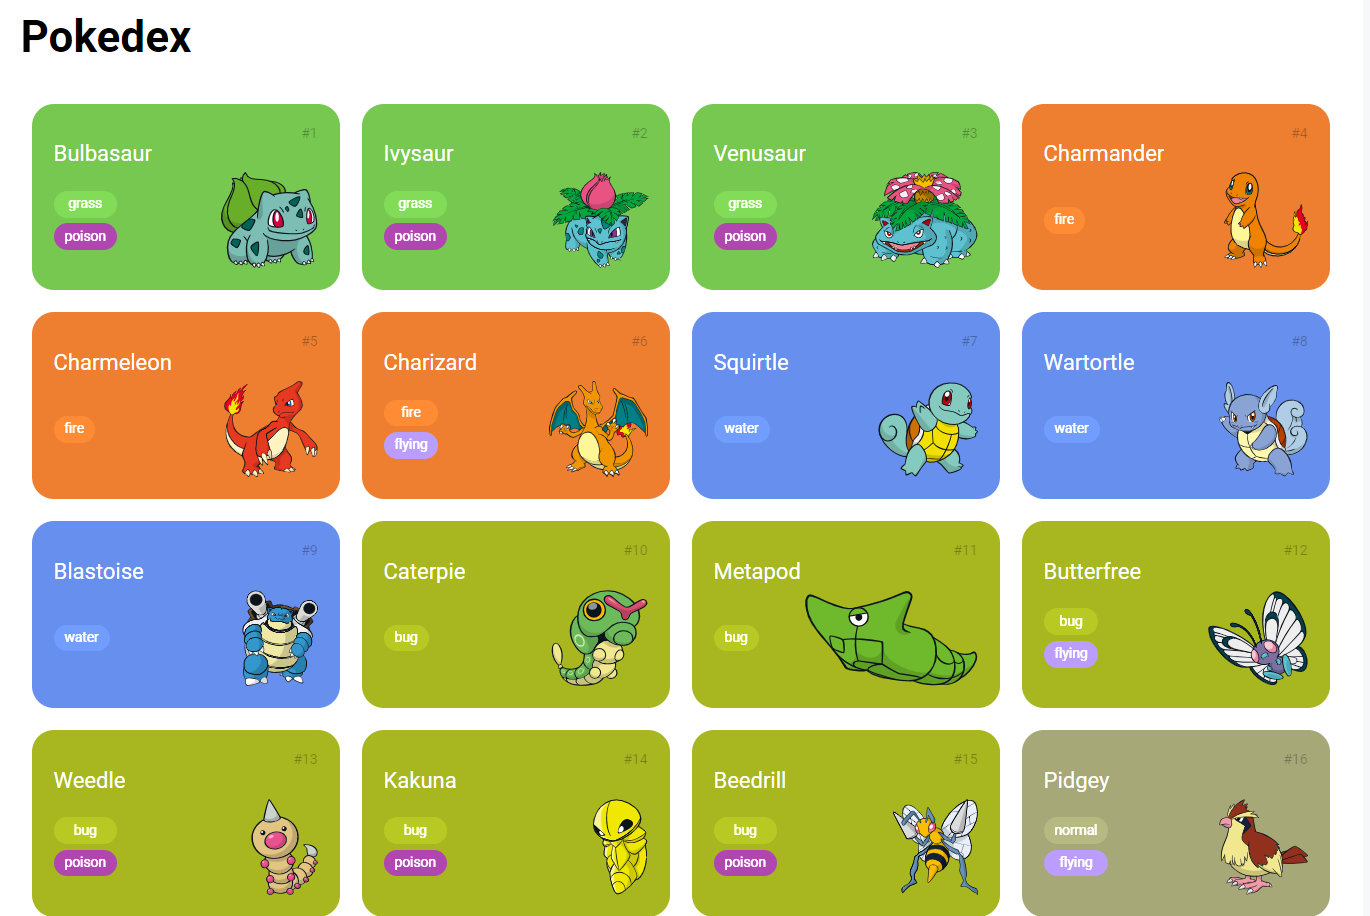 Pokedex
#1
Bulbasaur
grass
poison
#2
Ivysaur
grass
poison
#3
Venusaur
grass
poison
#4
Charmander
fire
#5
Charmeleon
fire
#6
Charizard
fire
flying
#7
Squirtle
water
#8
Wartortle
water
#9
Blastoise
water
#10
Caterpie
bug
#11
Metapod
bug
#12
Butterfree
bug
flying
#13
Weedle
bug
poison
#14
Kakuna
bug
poison
#15
Beedrill
bug
poison
#16
Pidgey
normal
flying